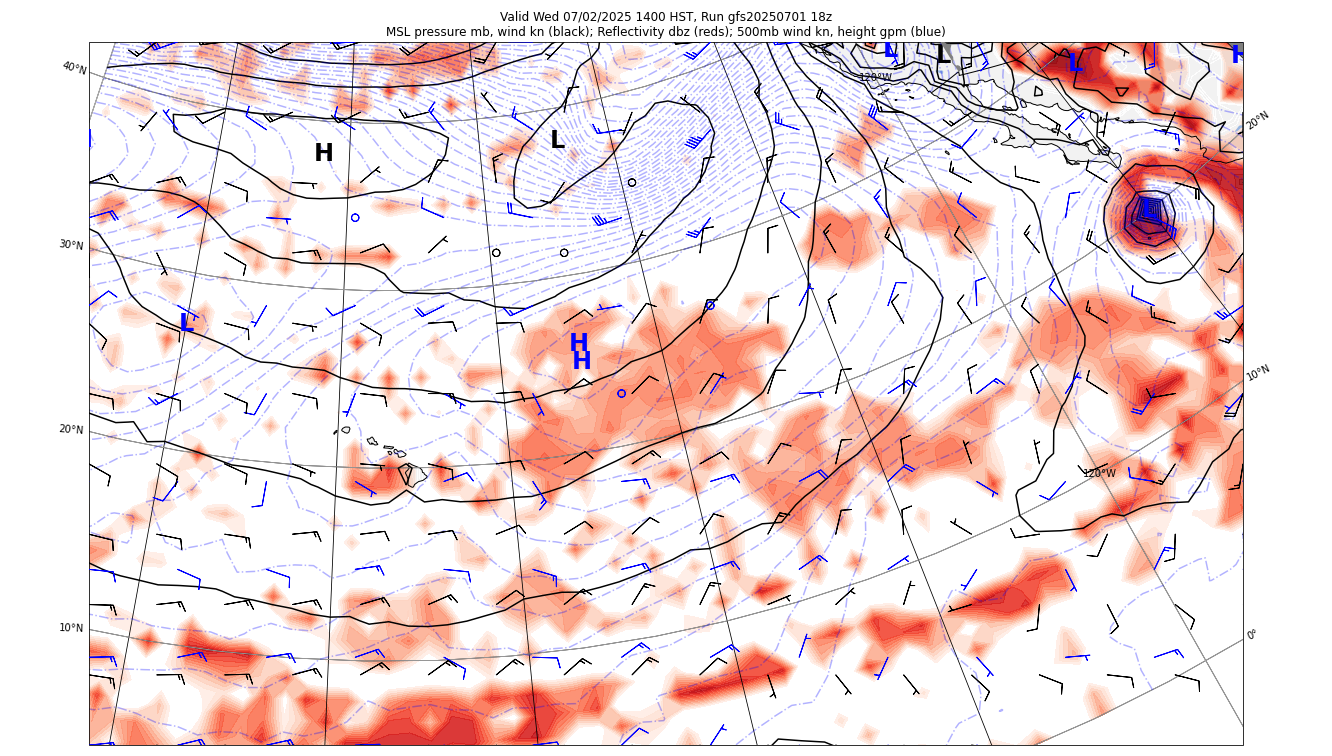 Valid Wed 07/02/2025 1400 HST, Run gfs20250701 18z
MSL pressure mb, wind kn (black); Reflectivity dbz (reds); 500mb wind kn, height gpm (blue)
L L L H
40°N 120°W
20°N
H L
30°N
L
H
H
10°N
20°N
120°W
10°N
0°